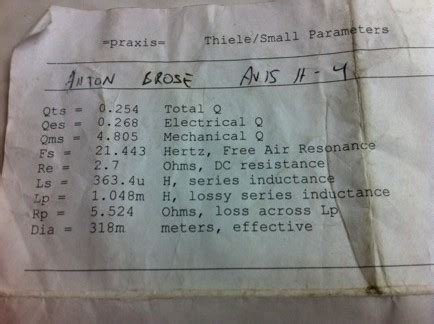 =praxis= Thiele/Small Parameters
ANTON GROSE AVIS H-4
Qts = 0.254 Total Q
Qes = 0.268 Electrical Q
Qms = 4.805 Mechanical Q
Fs = 21.443 Hertz, Free Air Resonance
Re = 2.7 Ohms, DC resistance
Ls = 363.4u H, series inductance
Lp = 1.048m H, lossy series inductance
Rp = 5.524 Ohms, loss across Lp
Dia = 318m meters, effective